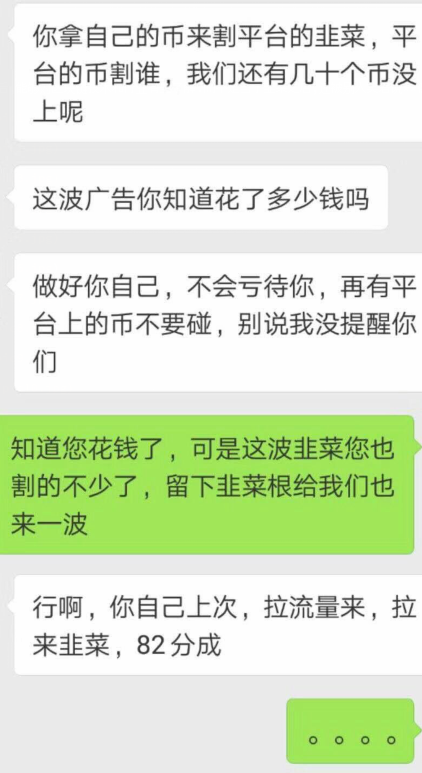 你拿自己的币来割平台的韭菜，平
台的币割谁，我们还有几十个币没
上呢
这波广告你知道花了多少钱吗
做好你自己，不会亏待你，再有平
台上的币不要碰，别说我没提醒你
们
知道您花钱了，可是这波韭菜您也
割的不少了，留下韭菜根给我们也
来一波
行啊，你自己上次，拉流量来，拉
来韭菜，82分成
。。。。